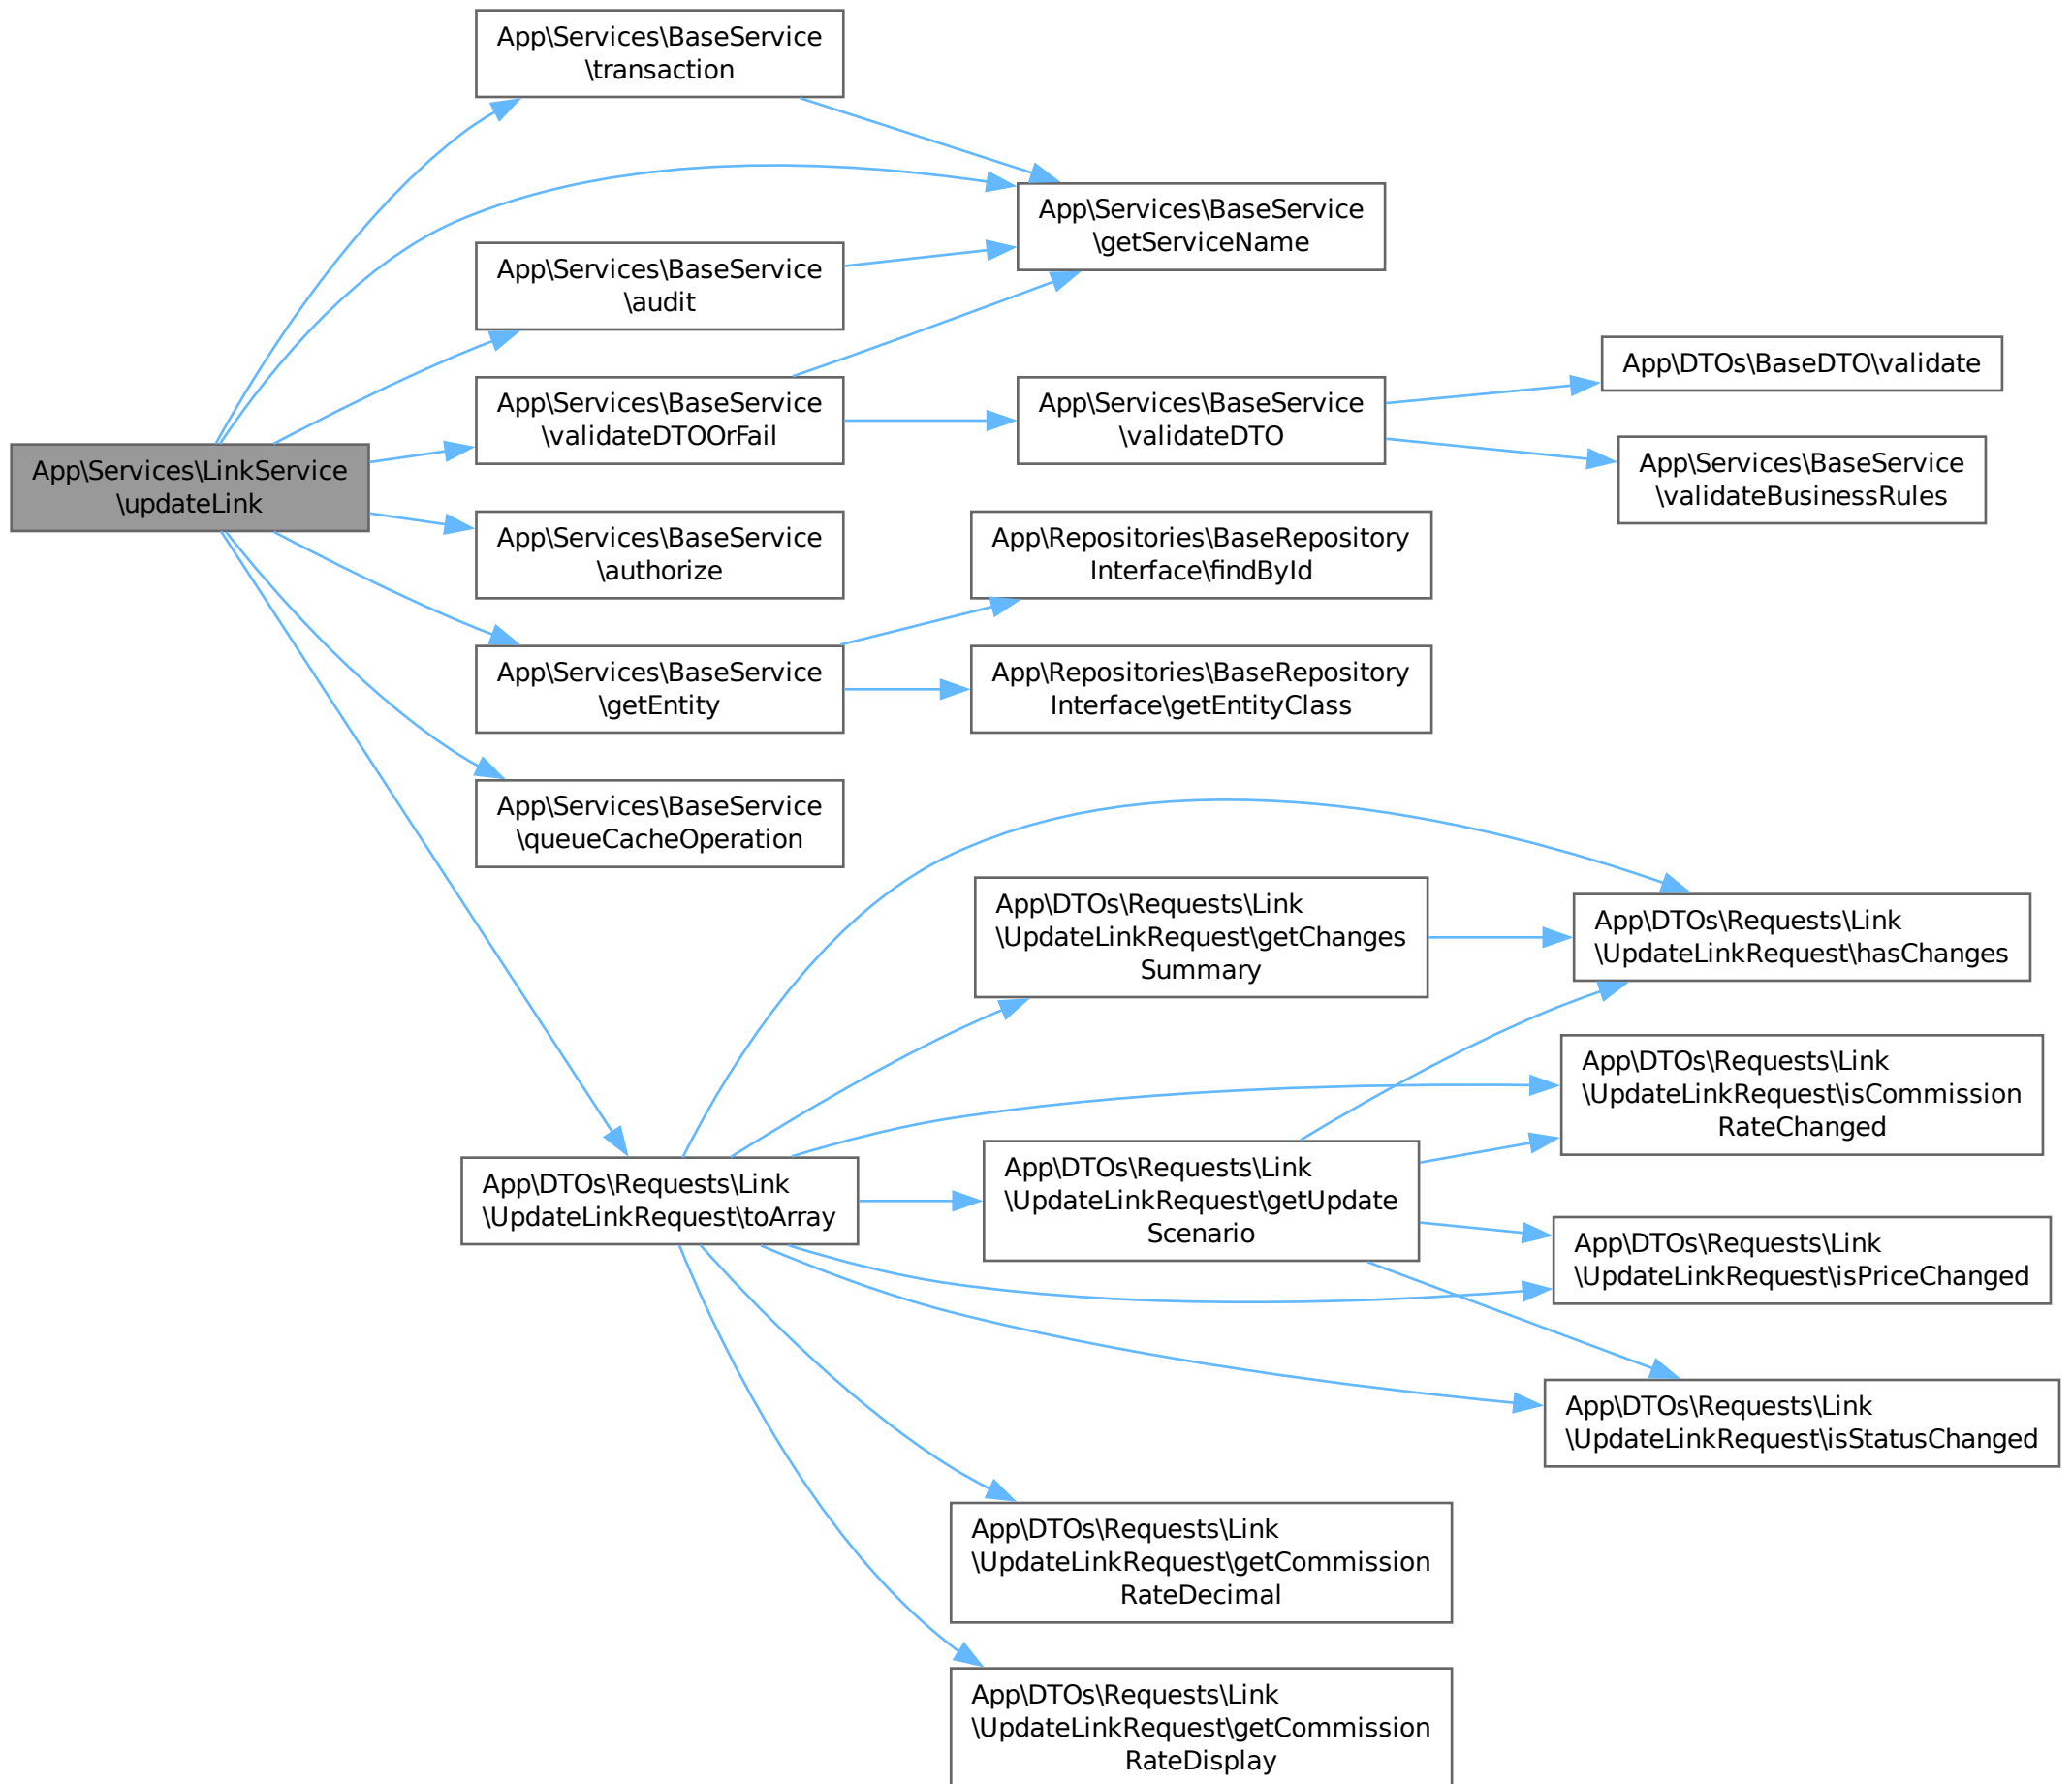 App\Services\BaseService
\transaction
App\Services\BaseService
\getServiceName
App\Services\BaseService
\audit
App\DTOs\BaseDTO\validate
App\Services\BaseService
\validateDTOOrFail
App\Services\BaseService
\validateDTO
App\Services\LinkService
\updateLink
App\Services\BaseService
\validateBusinessRules
App\Services\BaseService
\authorize
App\Repositories\BaseRepository
Interface\findById
App\Services\BaseService
\getEntity
App\Repositories\BaseRepository
Interface\getEntityClass
App\Services\BaseService
\queueCacheOperation
App\DTOs\Requests\Link
\UpdateLinkRequest\getChanges
Summary
App\DTOs\Requests\Link
\UpdateLinkRequest\hasChanges
App\DTOs\Requests\Link
\UpdateLinkRequest\isCommission
RateChanged
App\DTOs\Requests\Link
\UpdateLinkRequest\toArray
App\DTOs\Requests\Link
\UpdateLinkRequest\getUpdate
Scenario
App\DTOs\Requests\Link
\UpdateLinkRequest\isPriceChanged
App\DTOs\Requests\Link
\UpdateLinkRequest\isStatusChanged
App\DTOs\Requests\Link
\UpdateLinkRequest\getCommission
RateDecimal
App\DTOs\Requests\Link
\UpdateLinkRequest\getCommission
RateDisplay